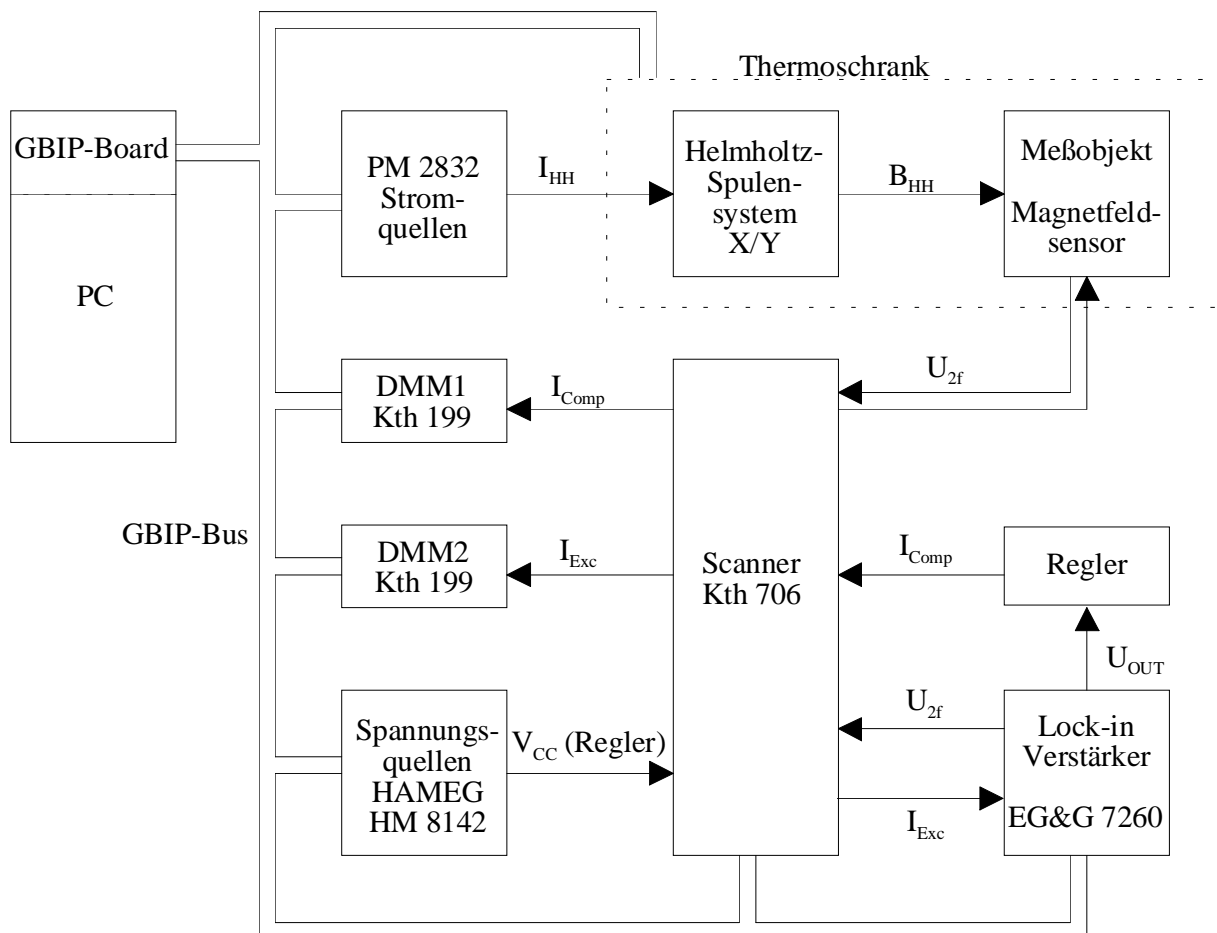 Thermoschrank
GBIP-Board
PC
PM 2832
Strom-
quellen
I_HH
Helmholtz-
Spulen-
system
X/Y
B_HH
Meßobjekt
Magnetfeld-
sensor
DMM1
Kth 199
I_Comp
U_2f
GBIP-Bus
DMM2
Kth 199
I_Exc
Scanner
Kth 706
I_Comp
Regler
U_OUT
Spannungs-
quellen
HAMEG
HM 8142
V_CC (Regler)
U_2f
I_Exc
Lock-in
Verstärker
EG&G 7260